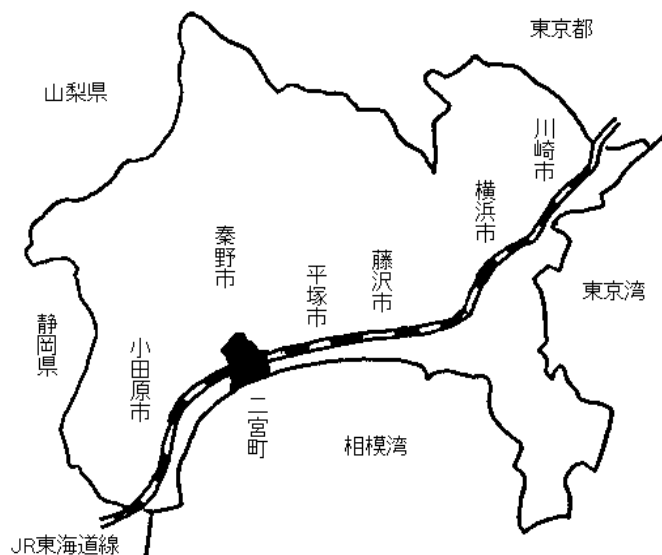 東京都
山梨県
川崎市
横浜市
秦野市
藤沢市
平塚市
東京湾
静岡県
小田原市
二宮町
相模湾
JR東海道線